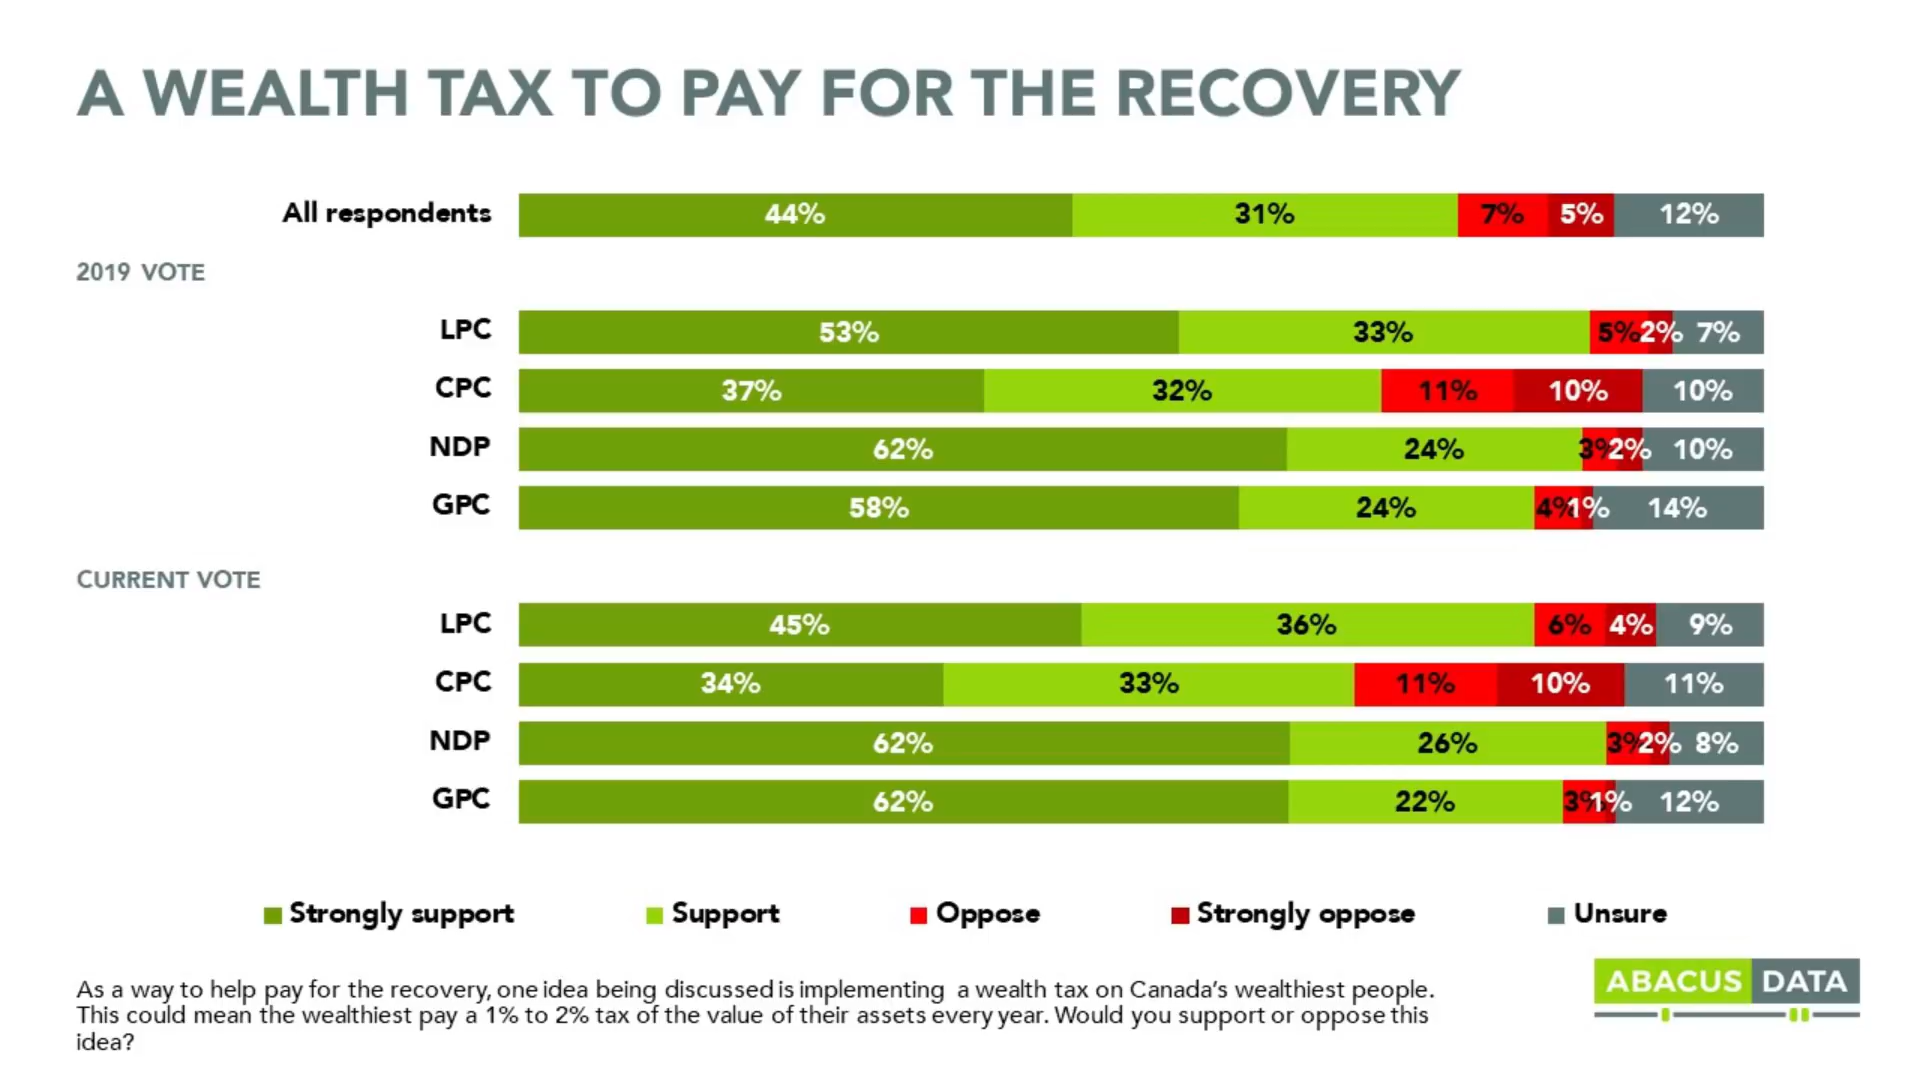 A WEALTH TAX TO PAY FOR THE RECOVERY
All respondents 44% 31% 7% 5% 12%
2019 VOTE
LPC 53% 33% 5% 2% 7%
CPC 37% 32% 11% 10% 10%
NDP 62% 24% 3% 2% 10%
GPC 58% 24% 4% 1% 14%
CURRENT VOTE
LPC 45% 36% 6% 4% 9%
CPC 34% 33% 11% 10% 11%
NDP 62% 26% 3% 2% 8%
GPC 62% 22% 3% 1% 12%
Strongly support Support Oppose Strongly oppose Unsure
As a way to help pay for the recovery, one idea being discussed is implementing a wealth tax on Canada's wealthiest people.
This could mean the wealthiest pay a 1% to 2% tax of the value of their assets every year. Would you support or oppose this
idea?
ABACUS DATA